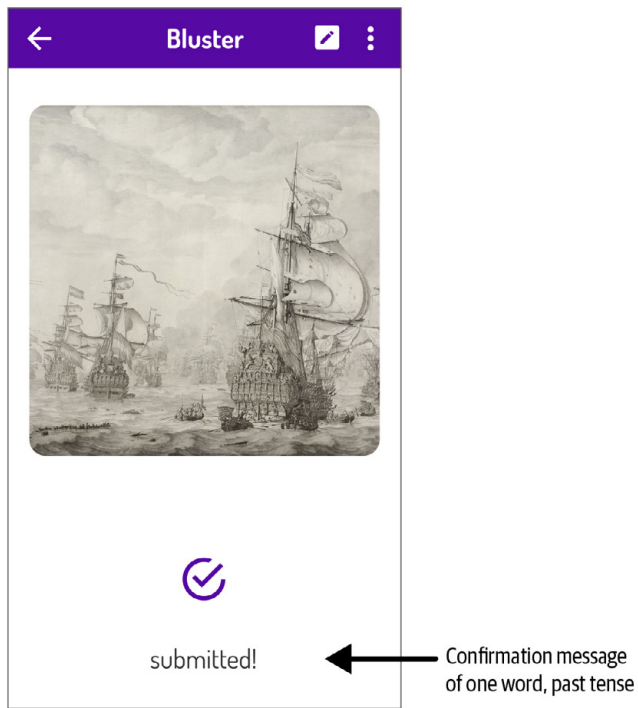 Bluster
submitted!
Confirmation message
of one word, past tense